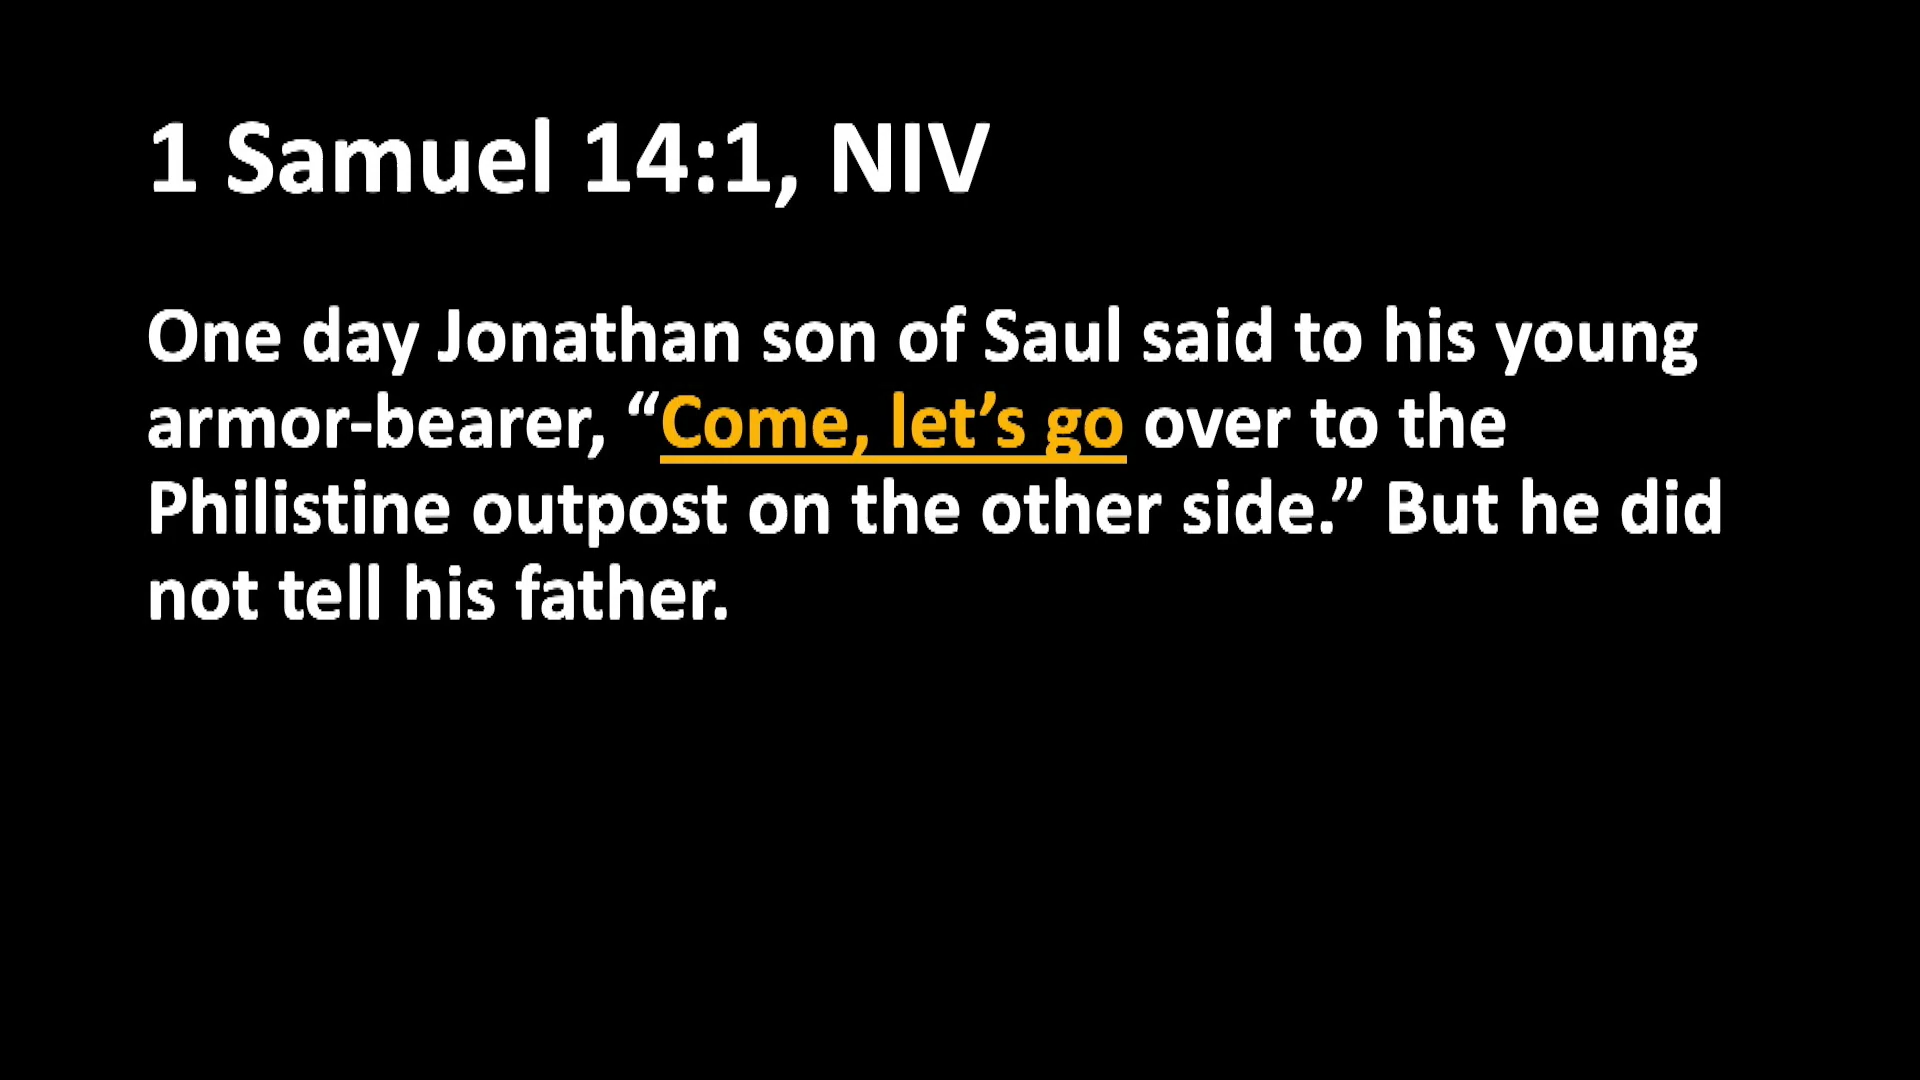 1 Samuel 14:1, NIV
One day Jonathan son of Saul said to his young
armor-bearer, “Come, let’s go over to the
Philistine outpost on the other side.” But he did
not tell his father.